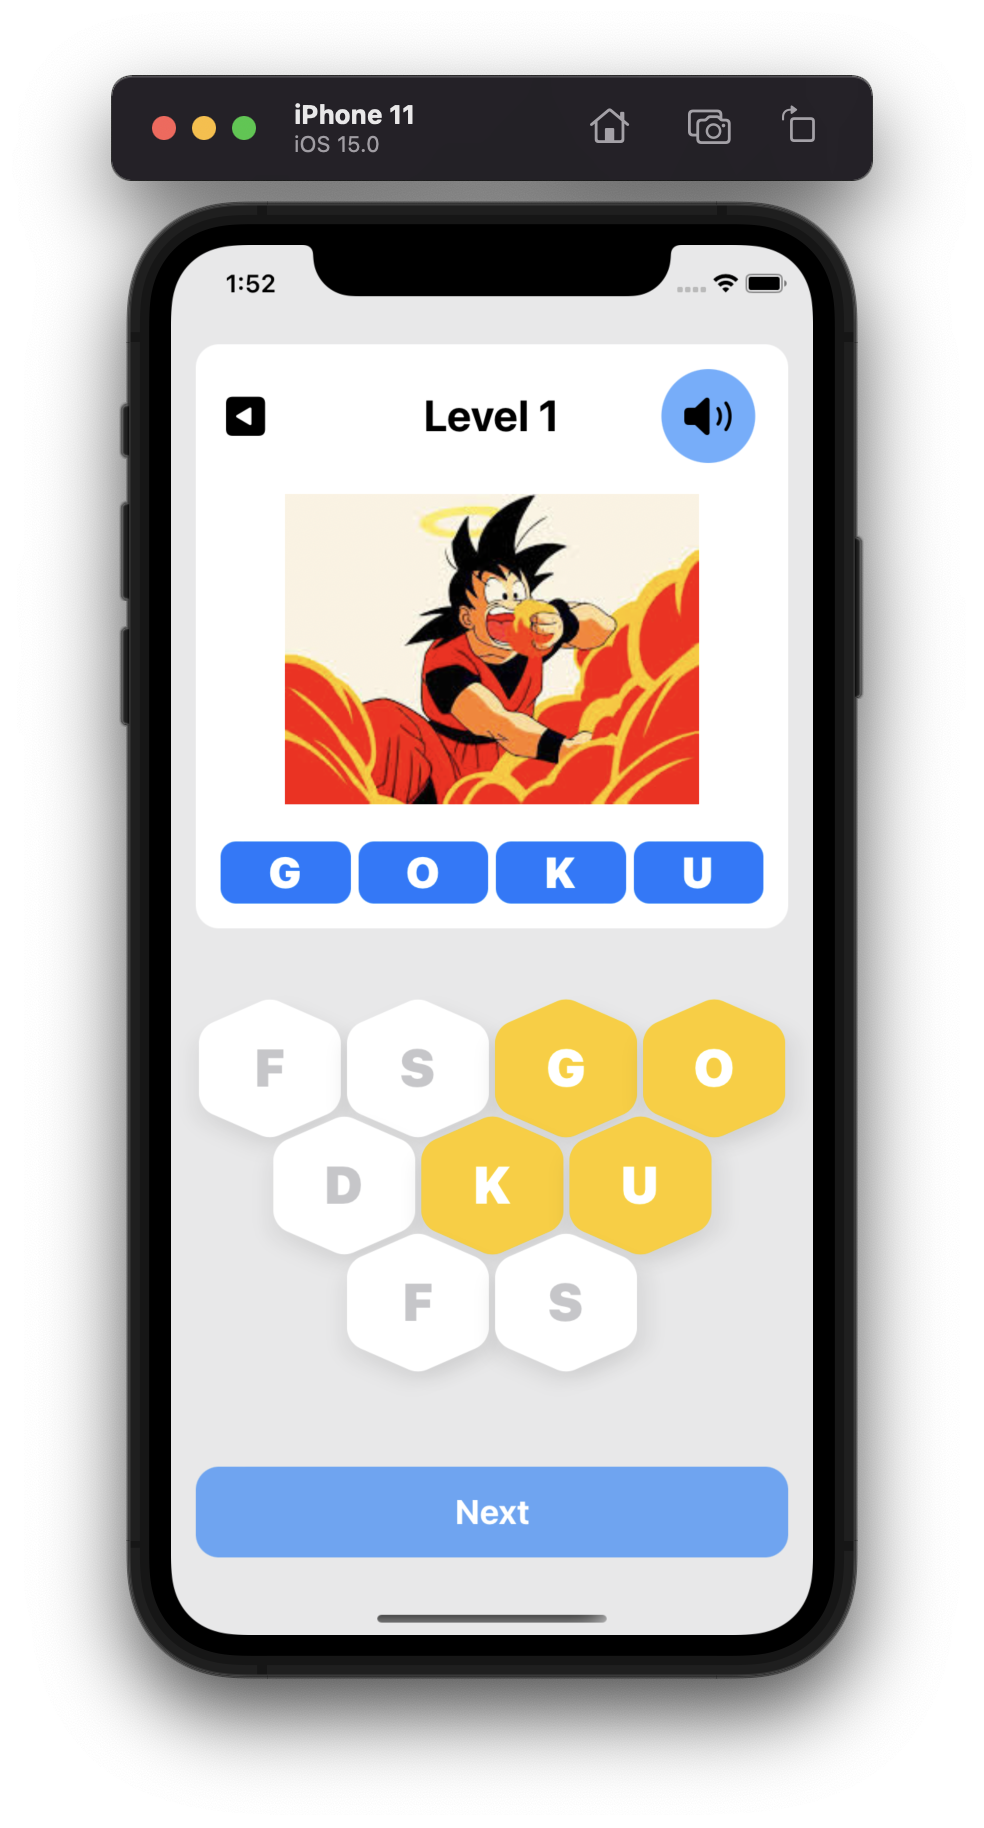 iPhone 11
iOS 15.0
1:52
Level 1
G O K U
F S G O
D K U
F S
Next